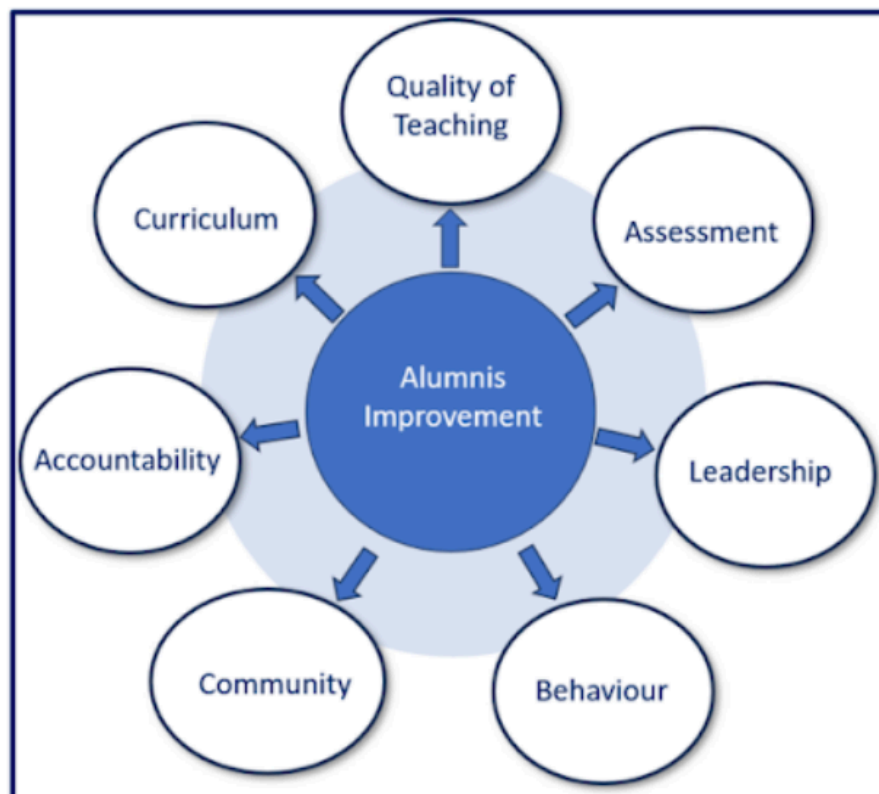 Quality of
Teaching
Curriculum
Assessment
Alumnis
Improvement
Accountability
Leadership
Community
Behaviour